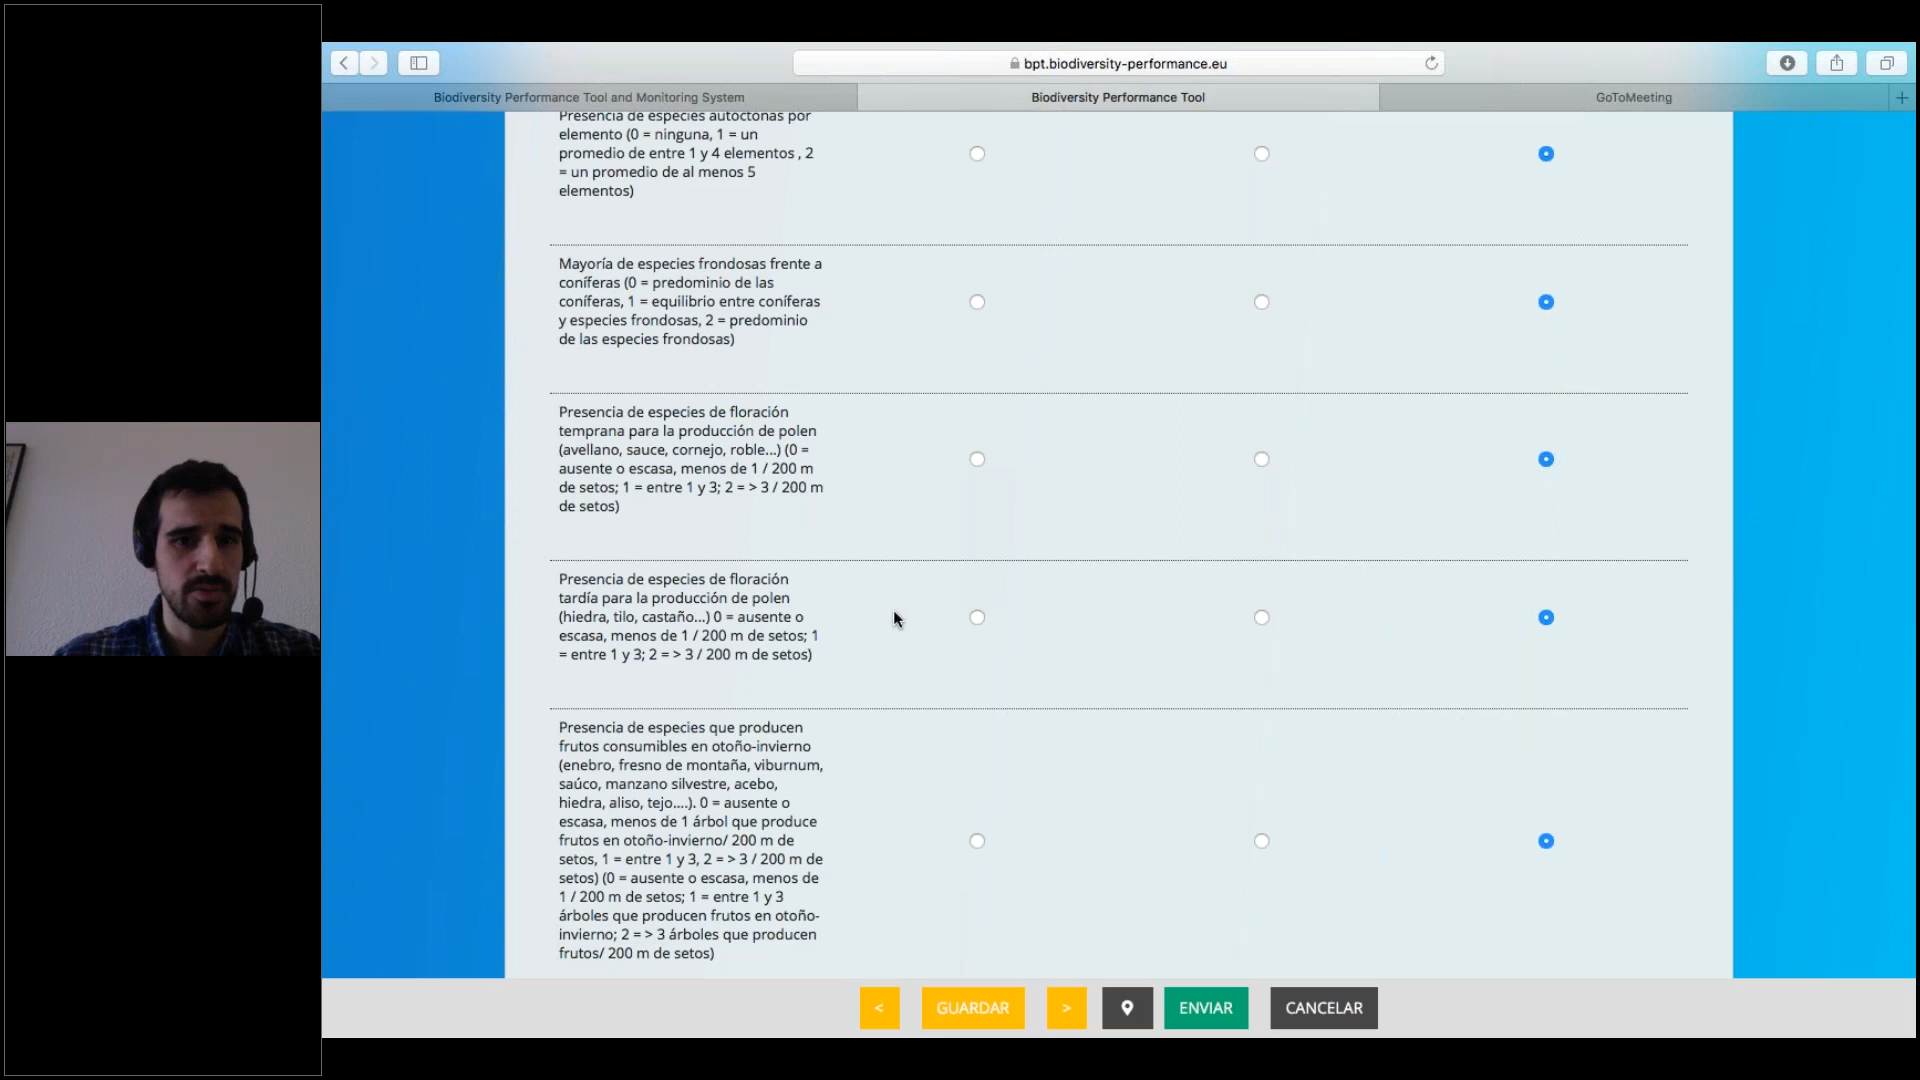 bpt.biodiversity-performance.eu
Biodiversity Performance Tool and Monitoring System
Biodiversity Performance Tool
GoToMeeting
Presencia de especies autóctonas por
elemento (0 = ninguna, 1 = un
promedio de entre 1 y 4 elementos , 2
= un promedio de al menos 5
elementos)
Mayoría de especies frondosas frente a
coníferas (0 = predominio de las
coníferas, 1 = equilibrio entre coníferas
y especies frondosas, 2 = predominio
de las especies frondosas)
Presencia de especies de floración
temprana para la producción de polen
(avellano, sauce, cornejo, roble...) (0 =
ausente o escasa, menos de 1 / 200 m
de setos; 1 = entre 1 y 3; 2 = > 3 / 200 m
de setos)
Presencia de especies de floración
tardía para la producción de polen
(hiedra, tilo, castaño...) 0 = ausente o
escasa, menos de 1 / 200 m de setos; 1
= entre 1 y 3; 2 = > 3 / 200 m de setos)
Presencia de especies que producen
frutos consumibles en otoño-invierno
(enebro, fresno de montaña, viburnum,
saúco, manzano silvestre, acebo,
hiedra, aliso, tejo....). 0 = ausente o
escasa, menos de 1 árbol que produce
frutos en otoño-invierno/ 200 m de
setos, 1 = entre 1 y 3, 2 = > 3 / 200 m de
setos) (0 = ausente o escasa, menos de
1 / 200 m de setos; 1 = entre 1 y 3
árboles que producen frutos en otoño-
invierno; 2 = > 3 árboles que producen
frutos/ 200 m de setos)
< GUARDAR > ENVIAR CANCELAR